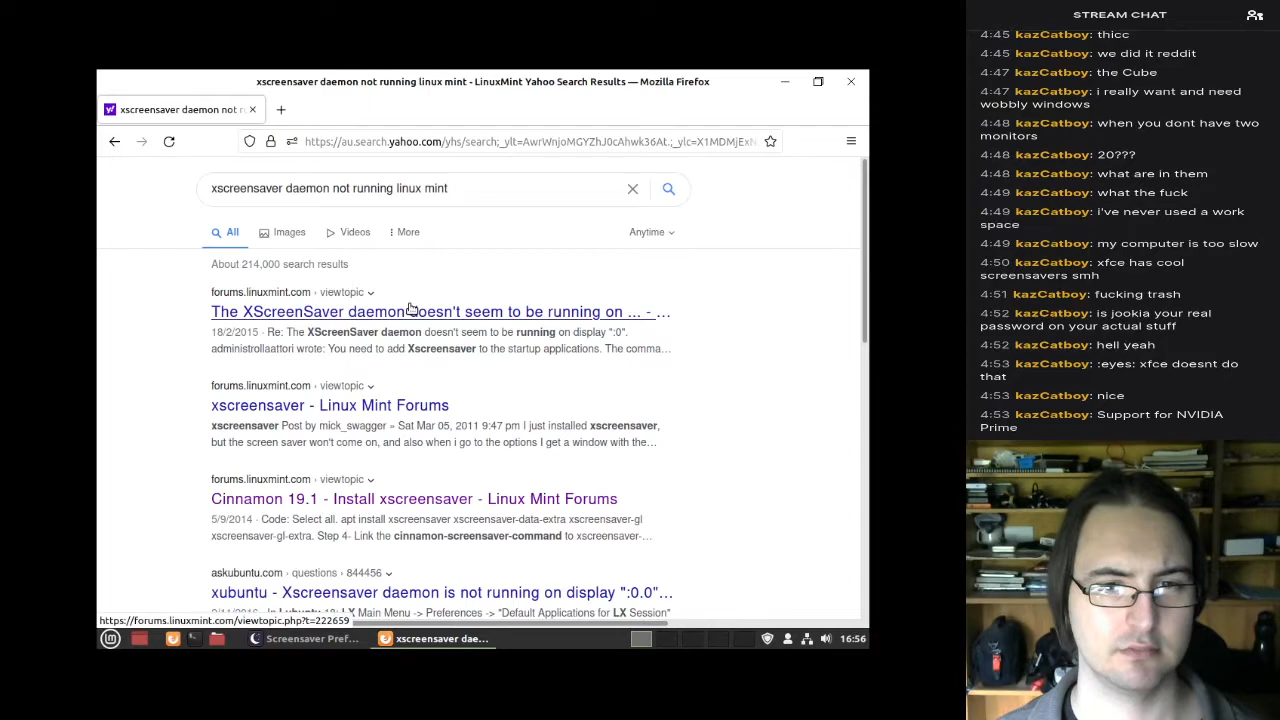 xscreensaver daemon not running linux mint - LinuxMint Yahoo Search Results — Mozilla Firefox
xscreensaver daemon not ru
https://au.search.yahoo.com/yhs/search;_ylt=AwrWnjoMGYZhJ0cAhwk36At.;_ylc=X1MDMjExN
xscreensaver daemon not running linux mint
All
Images
Videos
More
Anytime
About 214,000 search results
forums.linuxmint.com › viewtopic
The XScreenSaver daemon doesn't seem to be running on ... - ...
18/2/2015 · Re: The XScreenSaver daemon doesn't seem to be running on display ":0".
administrollaattori wrote: You need to add Xscreensaver to the startup applications. The comma...
forums.linuxmint.com › viewtopic
xscreensaver - Linux Mint Forums
xscreensaver Post by mick_swagger » Sat Mar 05, 2011 9:47 pm I just installed xscreensaver,
but the screen saver won't come on, and also when i go to the options I get a window with the...
forums.linuxmint.com › viewtopic
Cinnamon 19.1 - Install xscreensaver - Linux Mint Forums
5/9/2014 · Code: Select all. apt install xscreensaver xscreensaver-data-extra xscreensaver-gl
xscreensaver-gl-extra. Step 4- Link the cinnamon-screensaver-command to xscreensaver-...
askubuntu.com › questions › 844456
xubuntu - Xscreensaver daemon is not running on display ":0.0"...
LX Main Menu -> Preferences -> "Default Applications for LX Session"
https://forums.linuxmint.com/viewtopic.php?t=222659
Screensaver Pref...
xscreensaver dae...
16:56
STREAM CHAT
4:45 kazCatboy: thicc
4:45 kazCatboy: we did it reddit
4:47 kazCatboy: the Cube
4:47 kazCatboy: i really want and need
wobbly windows
4:48 kazCatboy: when you dont have two
monitors
4:48 kazCatboy: 20???
4:48 kazCatboy: what are in them
4:49 kazCatboy: what the fuck
4:49 kazCatboy: i've never used a work
space
4:49 kazCatboy: my computer is too slow
4:50 kazCatboy: xfce has cool
screensavers smh
4:51 kazCatboy: fucking trash
4:52 kazCatboy: is jookia your real
password on your actual stuff
4:52 kazCatboy: hell yeah
4:53 kazCatboy: :eyes: xfce doesnt do
that
4:53 kazCatboy: nice
4:53 kazCatboy: Support for NVIDIA
Prime